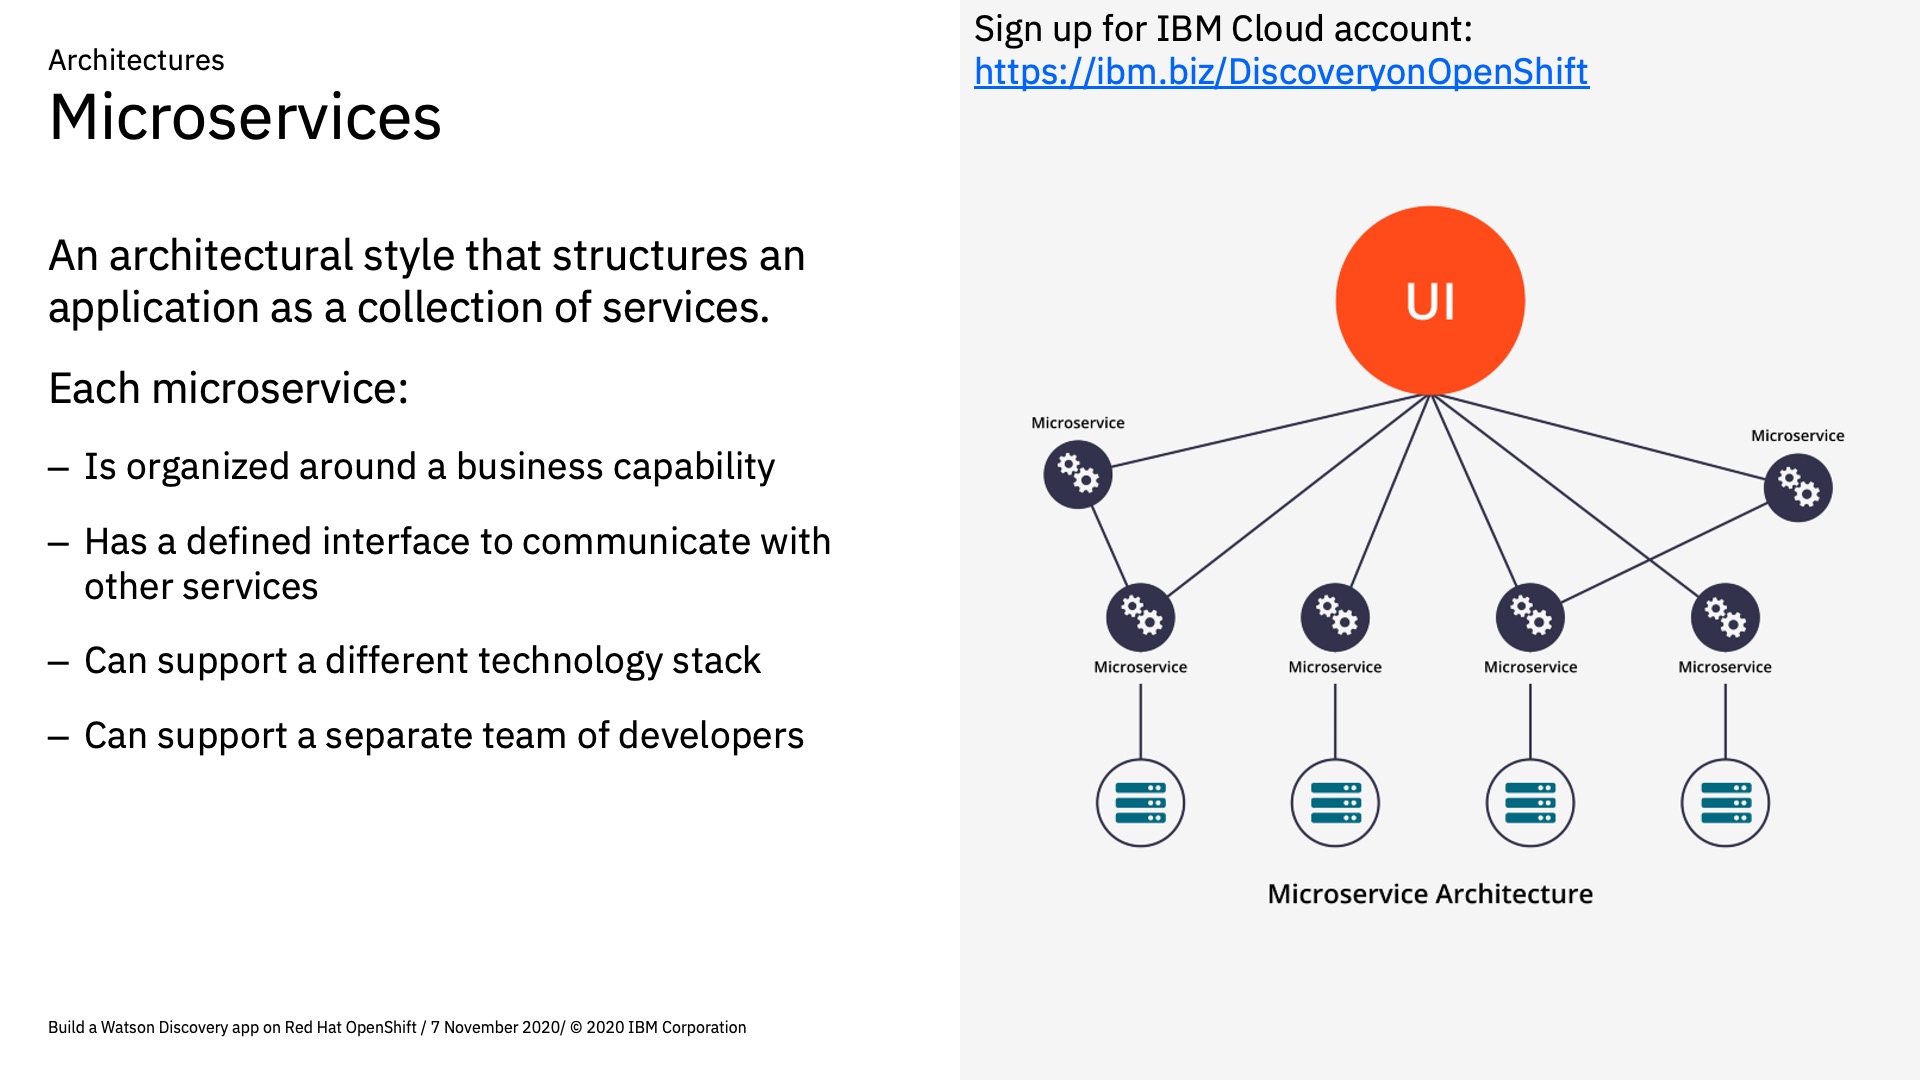 Architectures
Microservices
An architectural style that structures an
application as a collection of services.
Each microservice:
– Is organized around a business capability
– Has a defined interface to communicate with
other services
– Can support a different technology stack
– Can support a separate team of developers
Build a Watson Discovery app on Red Hat OpenShift / 7 November 2020/ © 2020 IBM Corporation
Sign up for IBM Cloud account:
https://ibm.biz/DiscoveryonOpenShift
UI
Microservice
Microservice
Microservice
Microservice
Microservice
Microservice
Microservice Architecture